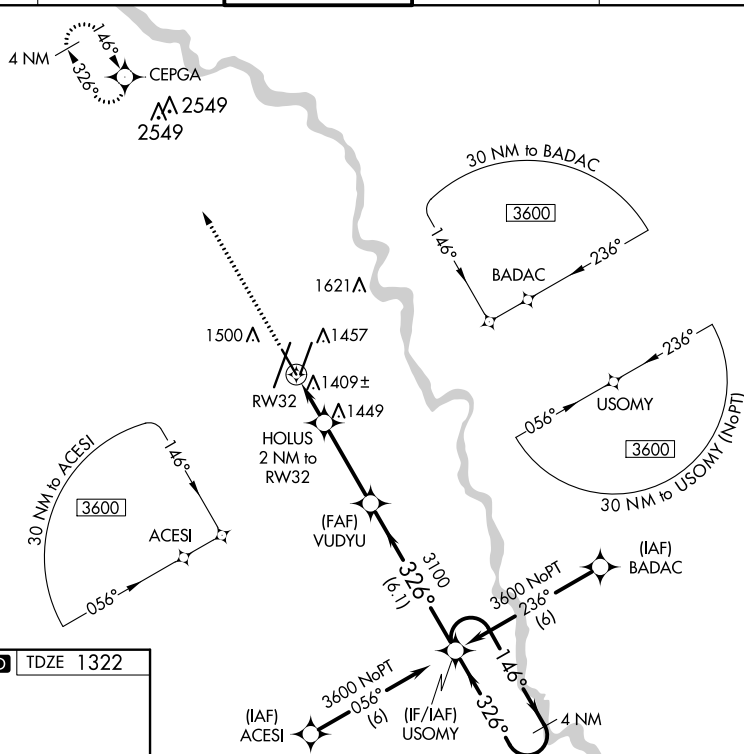 4 NM
146°
326°
CEPGA
2549
2549
30 NM to BADAC
3600
146°
236°
BADAC
1621
1500
1457
RW32
1409±
1449
HOLUS
2 NM to
RW32
236°
056°
USOMY
3600
30 NM to USOMY (NoPT)
30 NM to ACESI
3600
146°
ACESI
056°
(FAF)
VUDYU
3100
326°
(6.1)
(IAF)
BADAC
3600 NoPT
236°
(6)
146°
326°
4 NM
3600 NoPT
056°
(6)
(IAF)
ACESI
(IF/IAF)
USOMY
D TDZE 1322